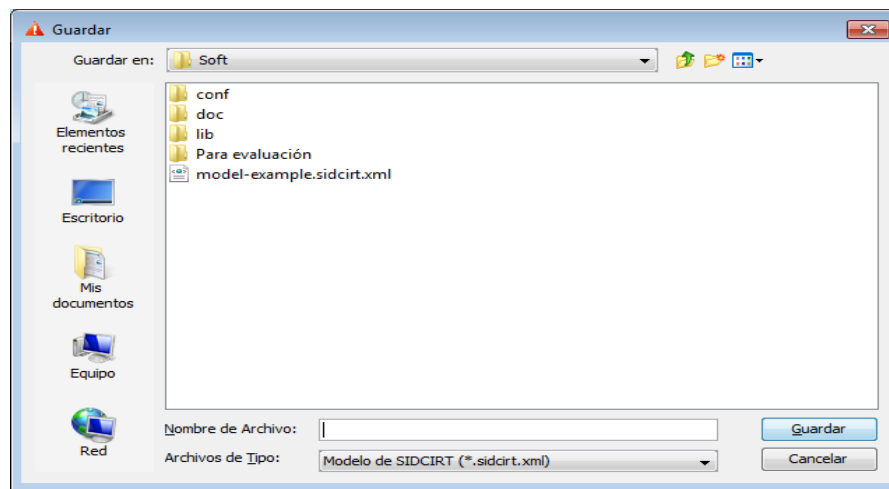 Guardar
Guardar en: Soft
Elementos
recientes
Escritorio
Mis
documentos
Equipo
Red
conf
doc
lib
Para evaluación
model-example.sidcirt.xml
Nombre de Archivo:
Guardar
Archivos de Tipo: Modelo de SIDCIRT (*.sidcirt.xml)
Cancelar